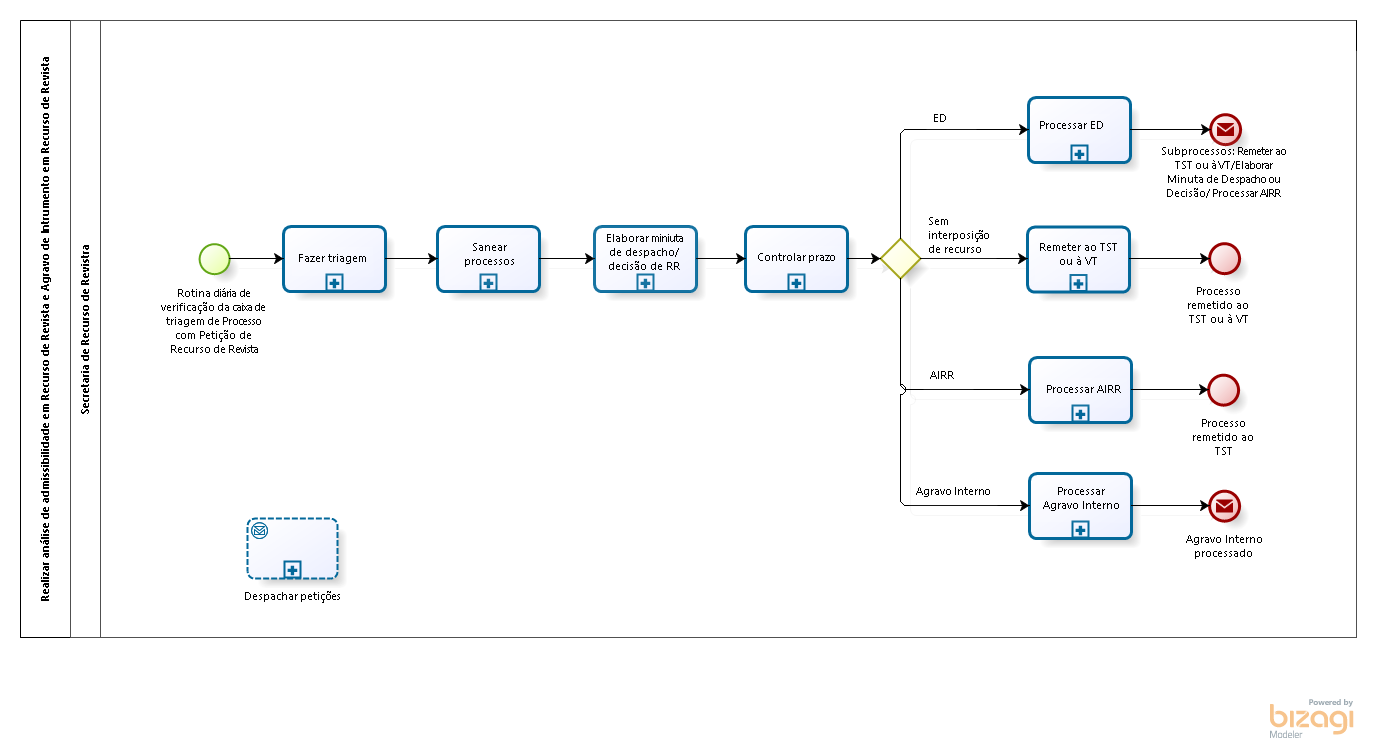 Realizar análise de admissibilidade em Recurso de Revista e Agravo de Intrumento em Recurso de Revista
Secretaria de Recurso de Revistra
Rotina diária de
verificação da caixa de
triagem de Processo
com Petição de
Recurso de Revista
Fazer triagem
Sanear
processos
Elaborar miniuta
de despacho/
decisão de RR
Controlar prazo
ED
Processar ED
Subprocessos: Remeter ao
TST ou à VT/Elaborar
Minuta de Despacho ou
Decisão/ Processar AIRR
Sem
interposição
de recurso
Remeter ao TST
ou à VT
Processo
remetido ao
TST ou à VT
AIRR
Processar AIRR
Processo
remetido ao
TST
Agravo Interno
Processar
Agravo Interno
Agravo Interno
processado
Despachar petições
Powered by
bizagi
Modeler